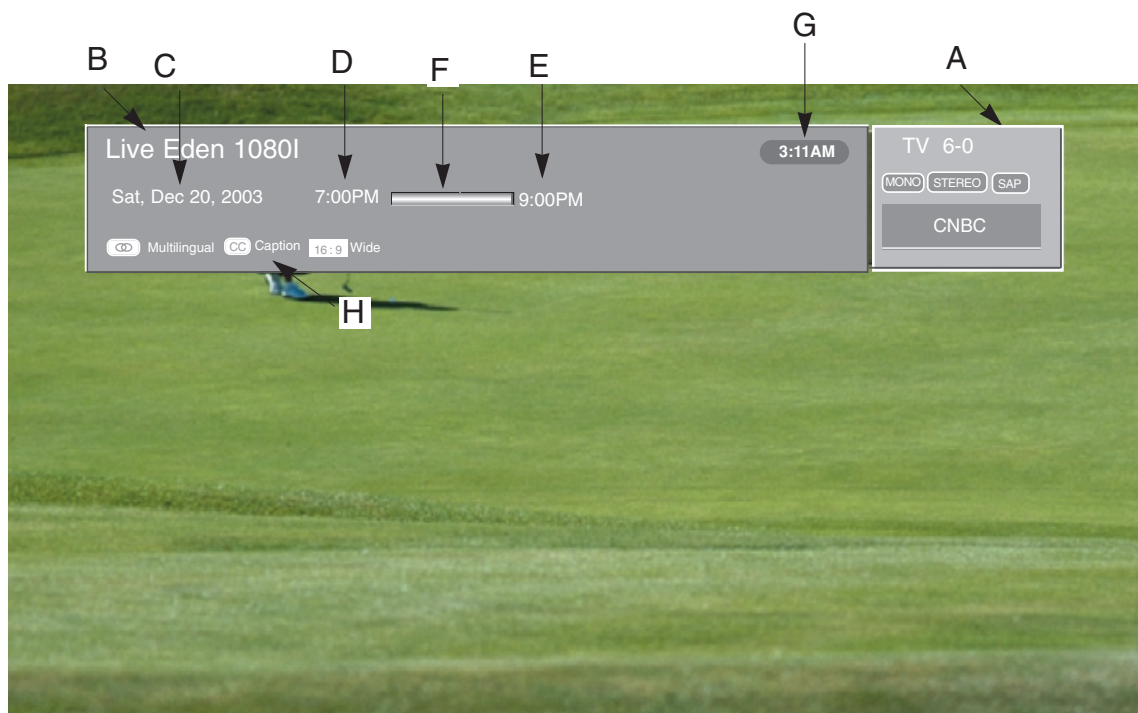 G
B C D F E A
Live Eden 1080I
3:11AM
TV 6-0
Sat, Dec 20, 2003 7:00PM 9:00PM
MONO STEREO SAP
CNBC
Multilingual CC Caption 16:9 Wide
H